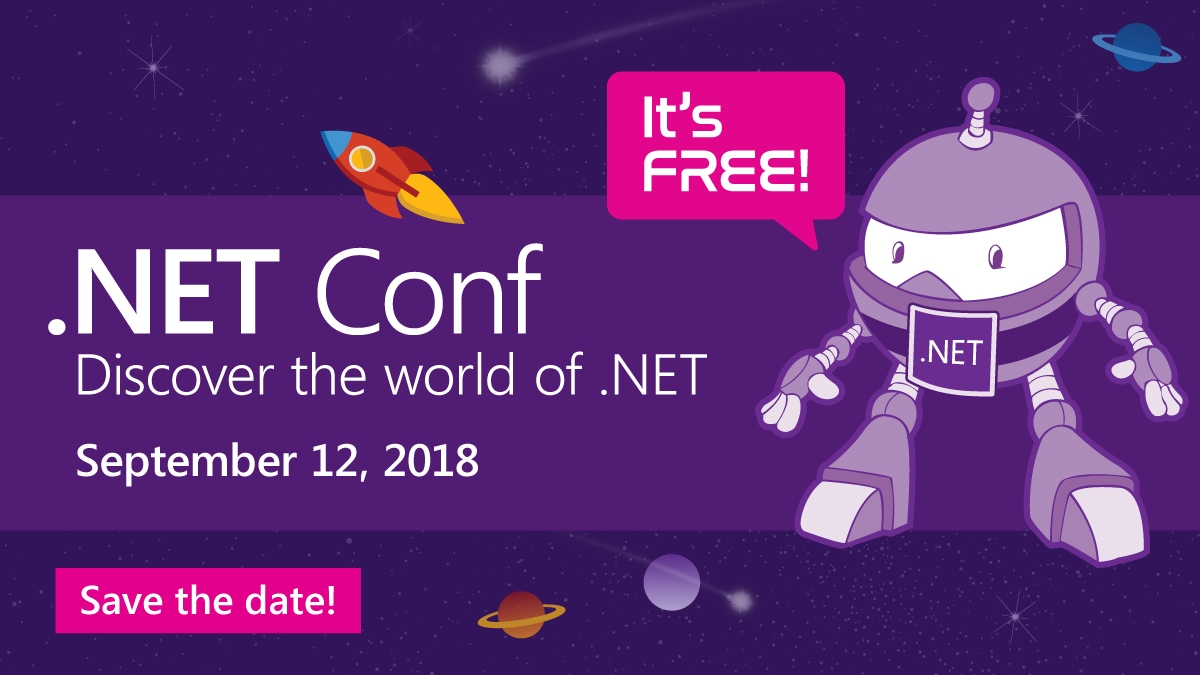 It's
FREE!
.NET Conf
Discover the world of .NET
September 12, 2018
.NET
Save the date!